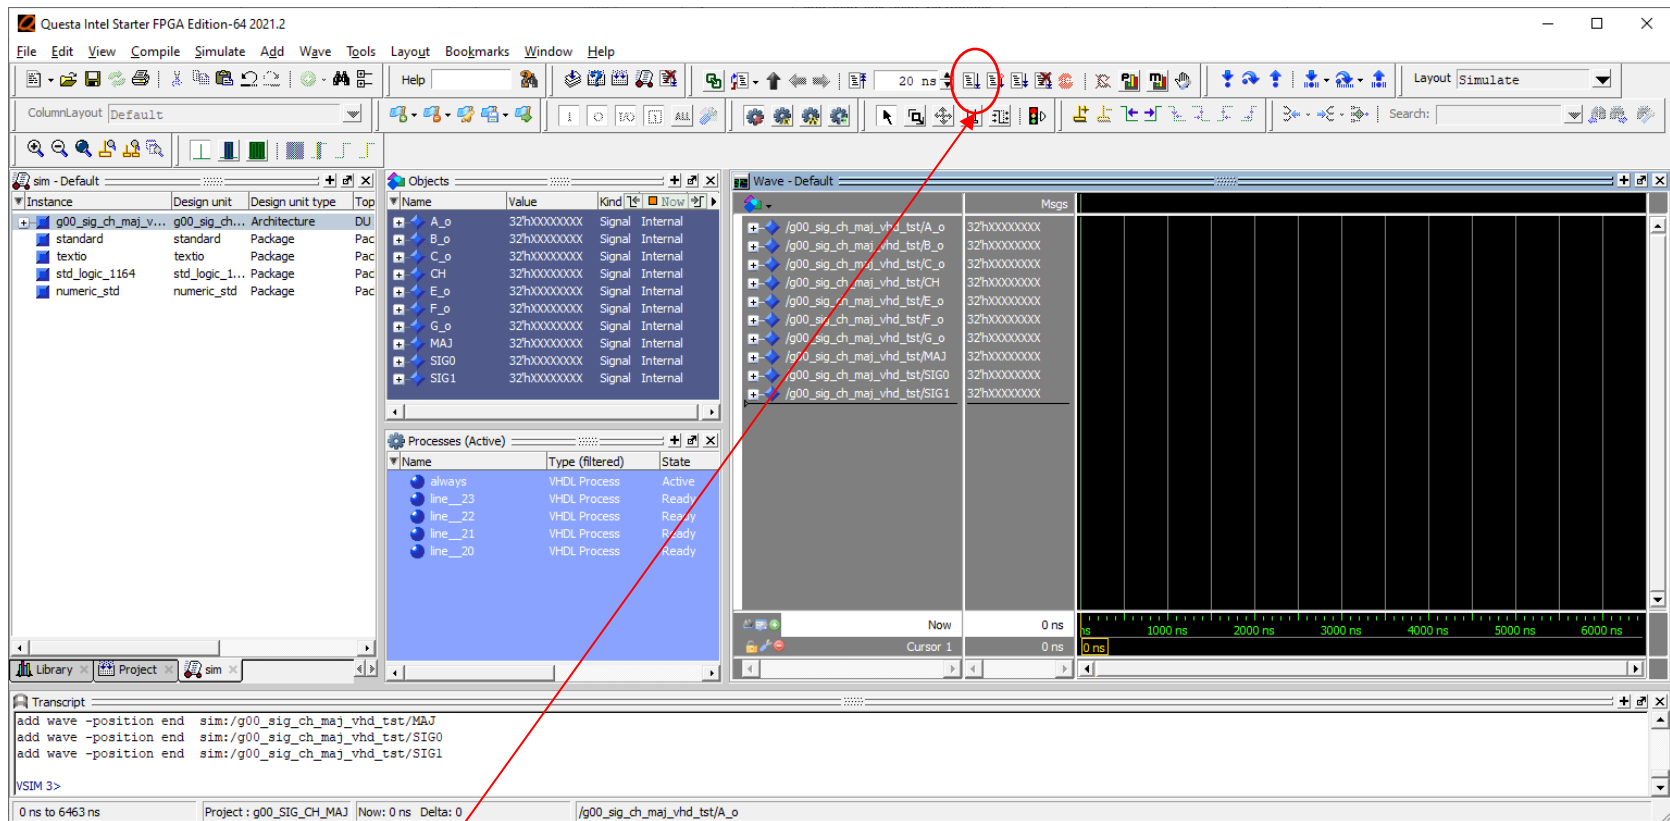 Questa Intel Starter FPGA Edition-64 2021.2
File Edit View Compile Simulate Add Wave Tools Layout Bookmarks Window Help
Help 20 ns Layout Simulate
ColumnLayout Default Search:
sim - Default
Instance Design unit Design unit type Top
g00_sig_ch_maj_v... g00_sig_ch... Architecture DU
standard standard Package Pac
textio textio Package Pac
std_logic_1164 std_logic_1... Package Pac
numeric_std numeric_std Package Pac
Library Project sim
Objects
Name Value Kind Now
A_o 32'hXXXXXXXX Signal Internal
B_o 32'hXXXXXXXX Signal Internal
C_o 32'hXXXXXXXX Signal Internal
CH 32'hXXXXXXXX Signal Internal
E_o 32'hXXXXXXXX Signal Internal
F_o 32'hXXXXXXXX Signal Internal
G_o 32'hXXXXXXXX Signal Internal
MAJ 32'hXXXXXXXX Signal Internal
SIG0 32'hXXXXXXXX Signal Internal
SIG1 32'hXXXXXXXX Signal Internal
Processes (Active)
Name Type (filtered) State
always VHDL Process Active
line__23 VHDL Process Ready
line__22 VHDL Process Ready
line__21 VHDL Process Ready
line__20 VHDL Process Ready
Wave - Default
Msgs
/g00_sig_ch_maj_vhd_tst/A_o 32'hXXXXXXXX
/g00_sig_ch_maj_vhd_tst/B_o 32'hXXXXXXXX
/g00_sig_ch_maj_vhd_tst/C_o 32'hXXXXXXXX
/g00_sig_ch_maj_vhd_tst/CH 32'hXXXXXXXX
/g00_sig_ch_maj_vhd_tst/E_o 32'hXXXXXXXX
/g00_sig_ch_maj_vhd_tst/F_o 32'hXXXXXXXX
/g00_sig_ch_maj_vhd_tst/G_o 32'hXXXXXXXX
/g00_sig_ch_maj_vhd_tst/MAJ 32'hXXXXXXXX
/g00_sig_ch_maj_vhd_tst/SIG0 32'hXXXXXXXX
/g00_sig_ch_maj_vhd_tst/SIG1 32'hXXXXXXXX
Now 0 ns
Cursor 1 0 ns
ns 1000 ns 2000 ns 3000 ns 4000 ns 5000 ns 6000 ns
0 ns
Transcript
add wave -position end sim:/g00_sig_ch_maj_vhd_tst/MAJ
add wave -position end sim:/g00_sig_ch_maj_vhd_tst/SIG0
add wave -position end sim:/g00_sig_ch_maj_vhd_tst/SIG1
VSIM 3>
0 ns to 6463 ns Project : g00_SIG_CH_MAJ Now: 0 ns Delta: 0 /g00_sig_ch_maj_vhd_tst/A_o